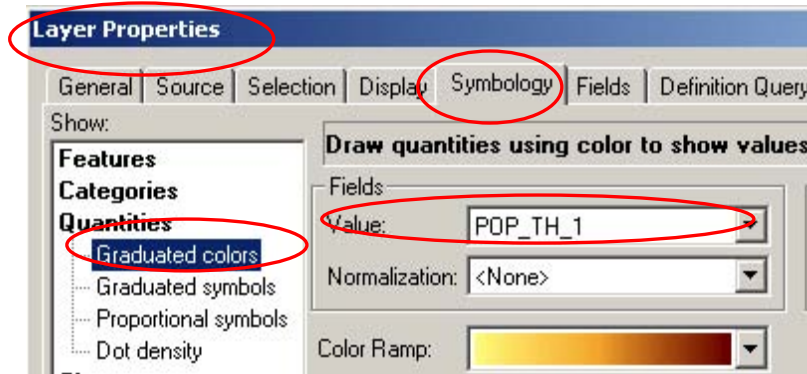 Layer Properties
General Source Selection Display Symbology Fields Definition Query
Show:
Features
Categories
Quantities
Graduated colors
Graduated symbols
Proportional symbols
Dot density
Draw quantities using color to show values
Fields
Value: POP_TH_1
Normalization: <None>
Color Ramp: